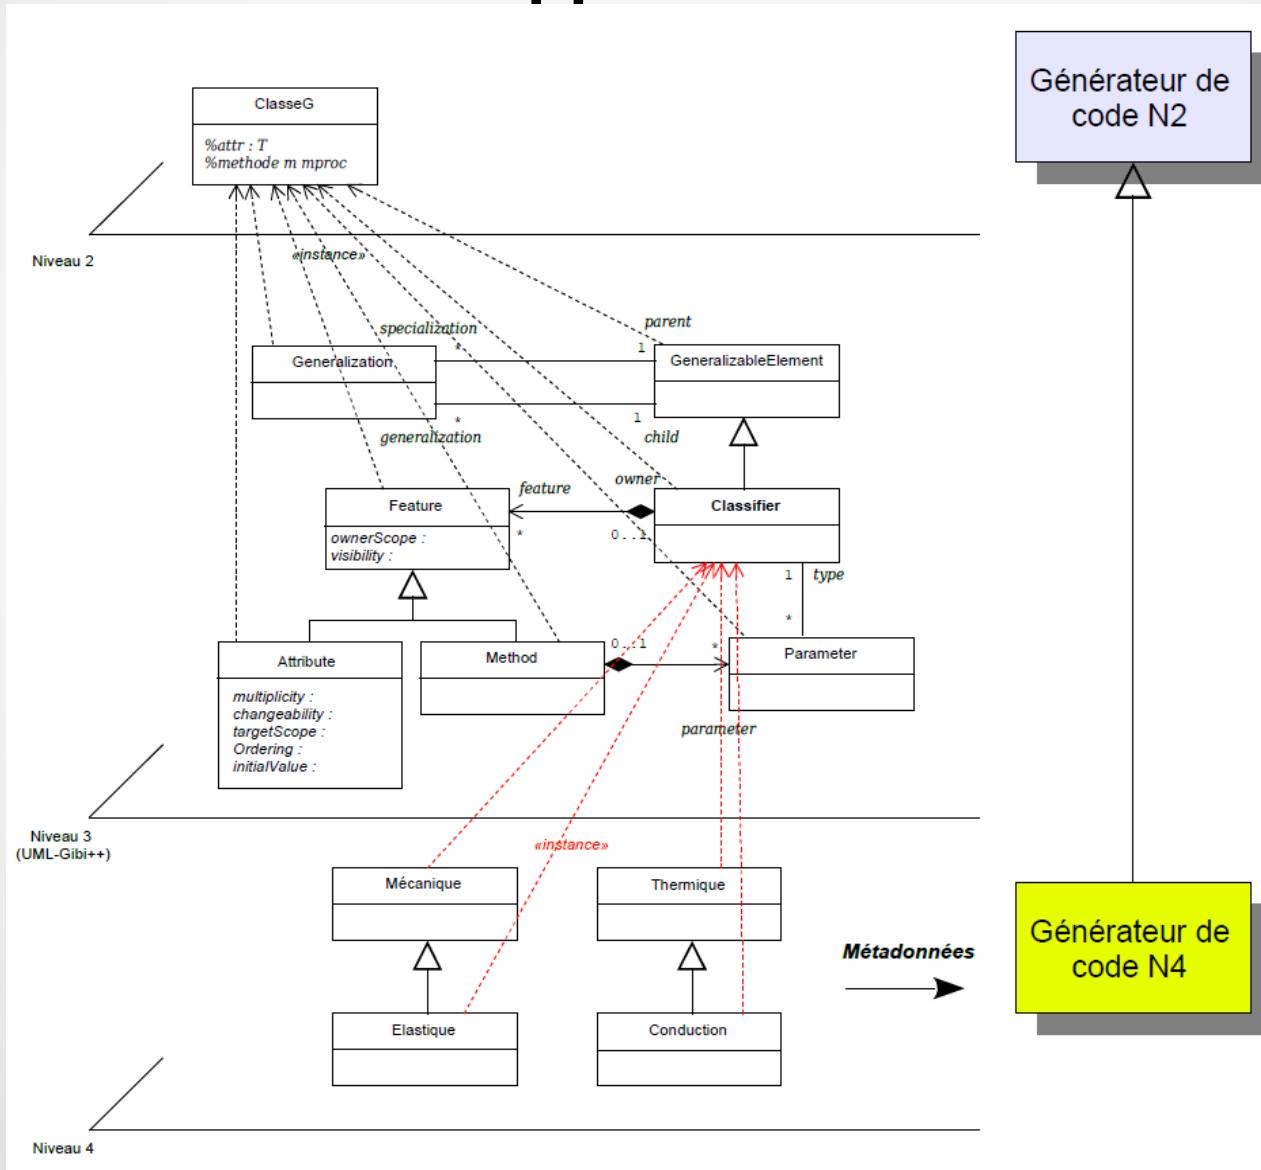 ClasseG
%attr : T
%methode m mproc
Générateur de
code N2
Niveau 2
«instance»
specialization
parent
*
1
Generalization
GeneralizableElement
*
1
generalization
child
owner
feature
Feature
Classifier
ownerScope :
visibility :
*
0..1
1
type
*
0..1
*
Attribute
Method
Parameter
multiplicity :
changeability :
targetScope :
Ordering :
initialValue :
parameter
Niveau 3
(UML-Gibi++)
«instance»
Mécanique
Thermique
Métadonnées
Générateur de
code N4
Elastique
Conduction
Niveau 4